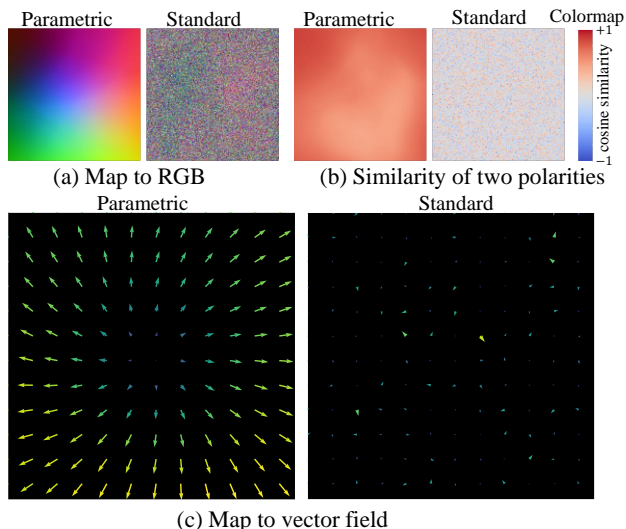 Parametric Standard Parametric Standard Colormap
+1
cosine similarity
−1
(a) Map to RGB (b) Similarity of two polarities
Parametric Standard
(c) Map to vector field